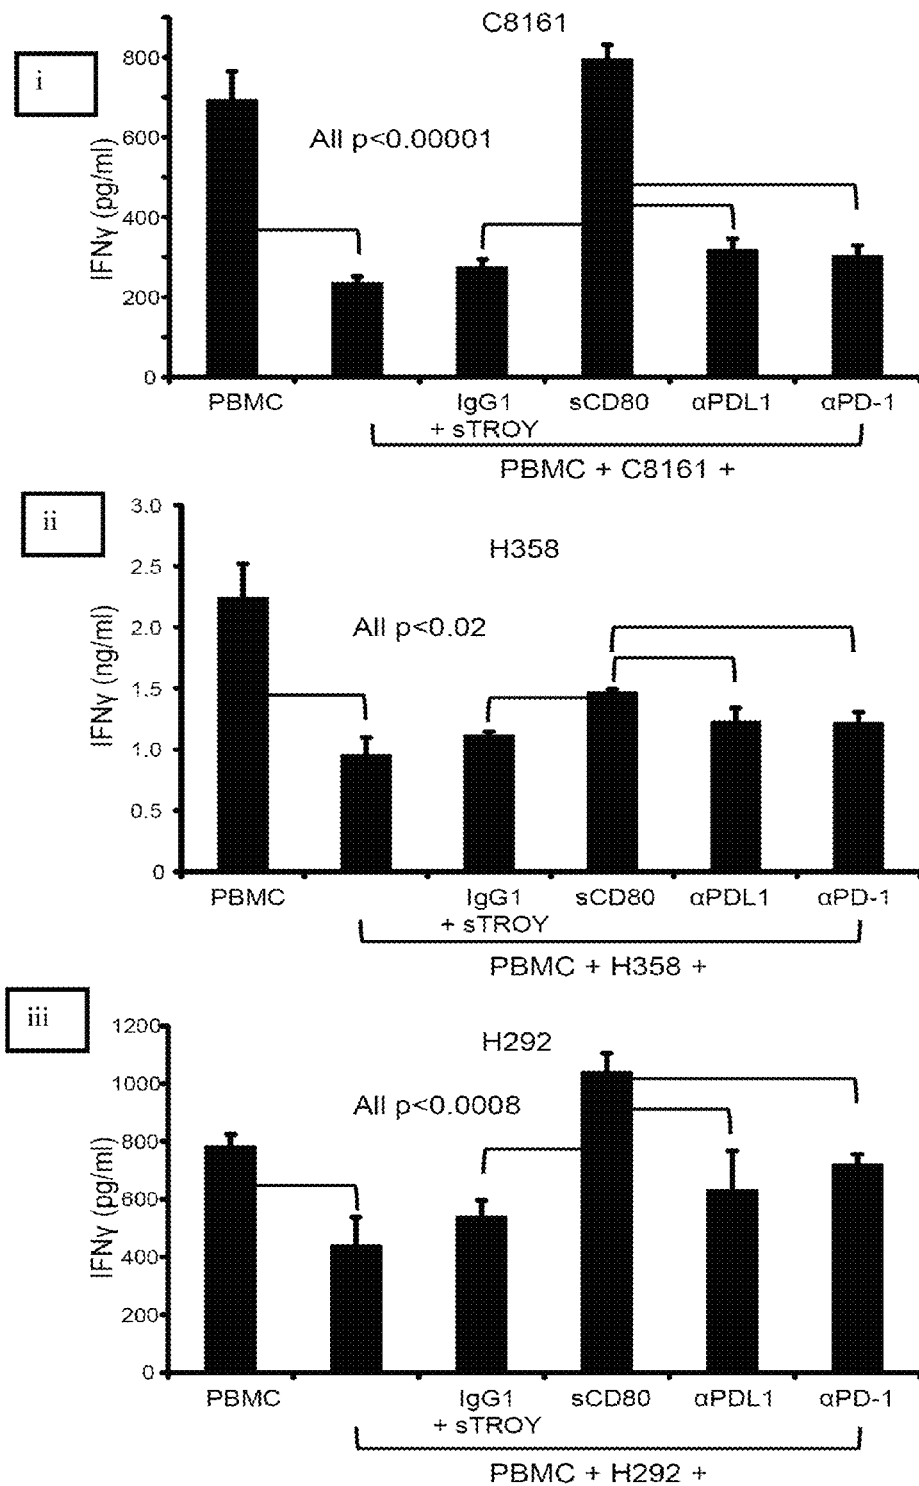 i
C8161
All p<0.00001
IFNγ (pg/ml)
800
600
400
200
0
PBMC IgG1 sCD80 αPDL1 αPD-1
+ sTROY
PBMC + C8161 +
ii
H358
All p<0.02
IFNγ (ng/ml)
3.0
2.5
2.0
1.5
1.0
0.5
0
PBMC IgG1 sCD80 αPDL1 αPD-1
+ sTROY
PBMC + H358 +
iii
H292
All p<0.0008
IFNγ (pg/ml)
1200
1000
800
600
400
200
0
PBMC IgG1 sCD80 αPDL1 αPD-1
+ sTROY
PBMC + H292 +